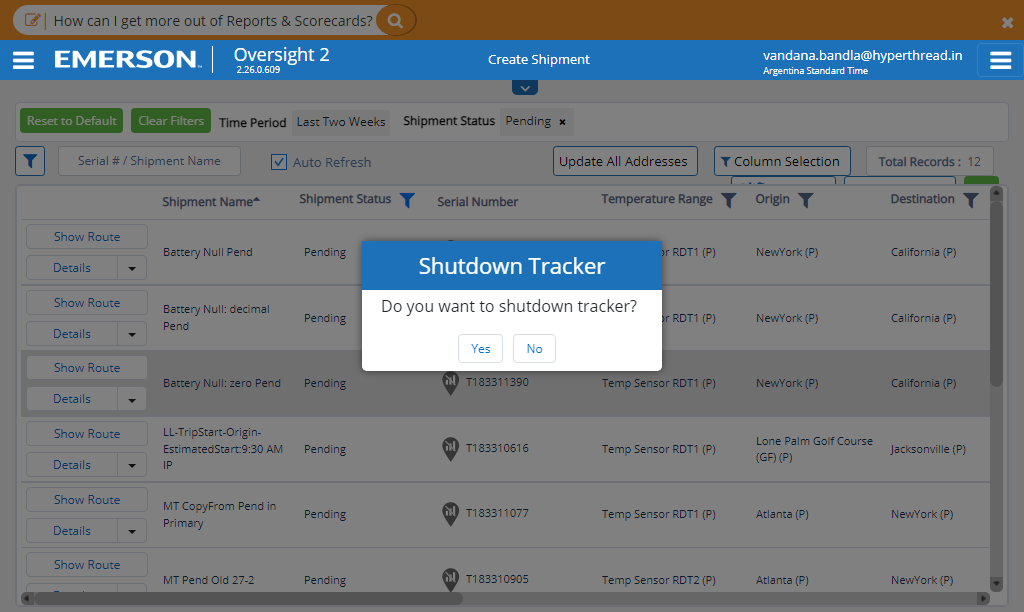 How can I get more out of Reports & Scorecards?
EMERSON
Oversight 2
2.26.0.609
Create Shipment
vandana.bandla@hyperthread.in
Argentina Standard Time
Reset to Default
Clear Filters
Time Period
Last Two Weeks
Shipment Status
Pending ×
Serial # / Shipment Name
Auto Refresh
Update All Addresses
Column Selection
Total Records : 12
Shipment Name
Shipment Status
Serial Number
Temperature Range
Origin
Destination
Show Route
Details
Battery Null Pend
Pending
or RDT1 (P)
NewYork (P)
California (P)
Shutdown Tracker
Do you want to shutdown tracker?
Yes
No
Show Route
Details
Battery Null: decimal
Pend
Pending
or RDT1 (P)
NewYork (P)
California (P)
Show Route
Details
Battery Null: zero Pend
Pending
T183311390
Temp Sensor RDT1 (P)
NewYork (P)
California (P)
Show Route
Details
LL-TripStart-Origin-
EstimatedStart:9:30 AM
IP
Pending
T183310616
Temp Sensor RDT1 (P)
Lone Palm Golf Course
(GF) (P)
Jacksonville (P)
Show Route
Details
MT CopyFrom Pend in
Primary
Pending
T183311077
Temp Sensor RDT1 (P)
Atlanta (P)
NewYork (P)
Show Route
MT Pend Old 27-2
Pending
T183310905
Temp Sensor RDT2 (P)
Atlanta (P)
NewYork (P)